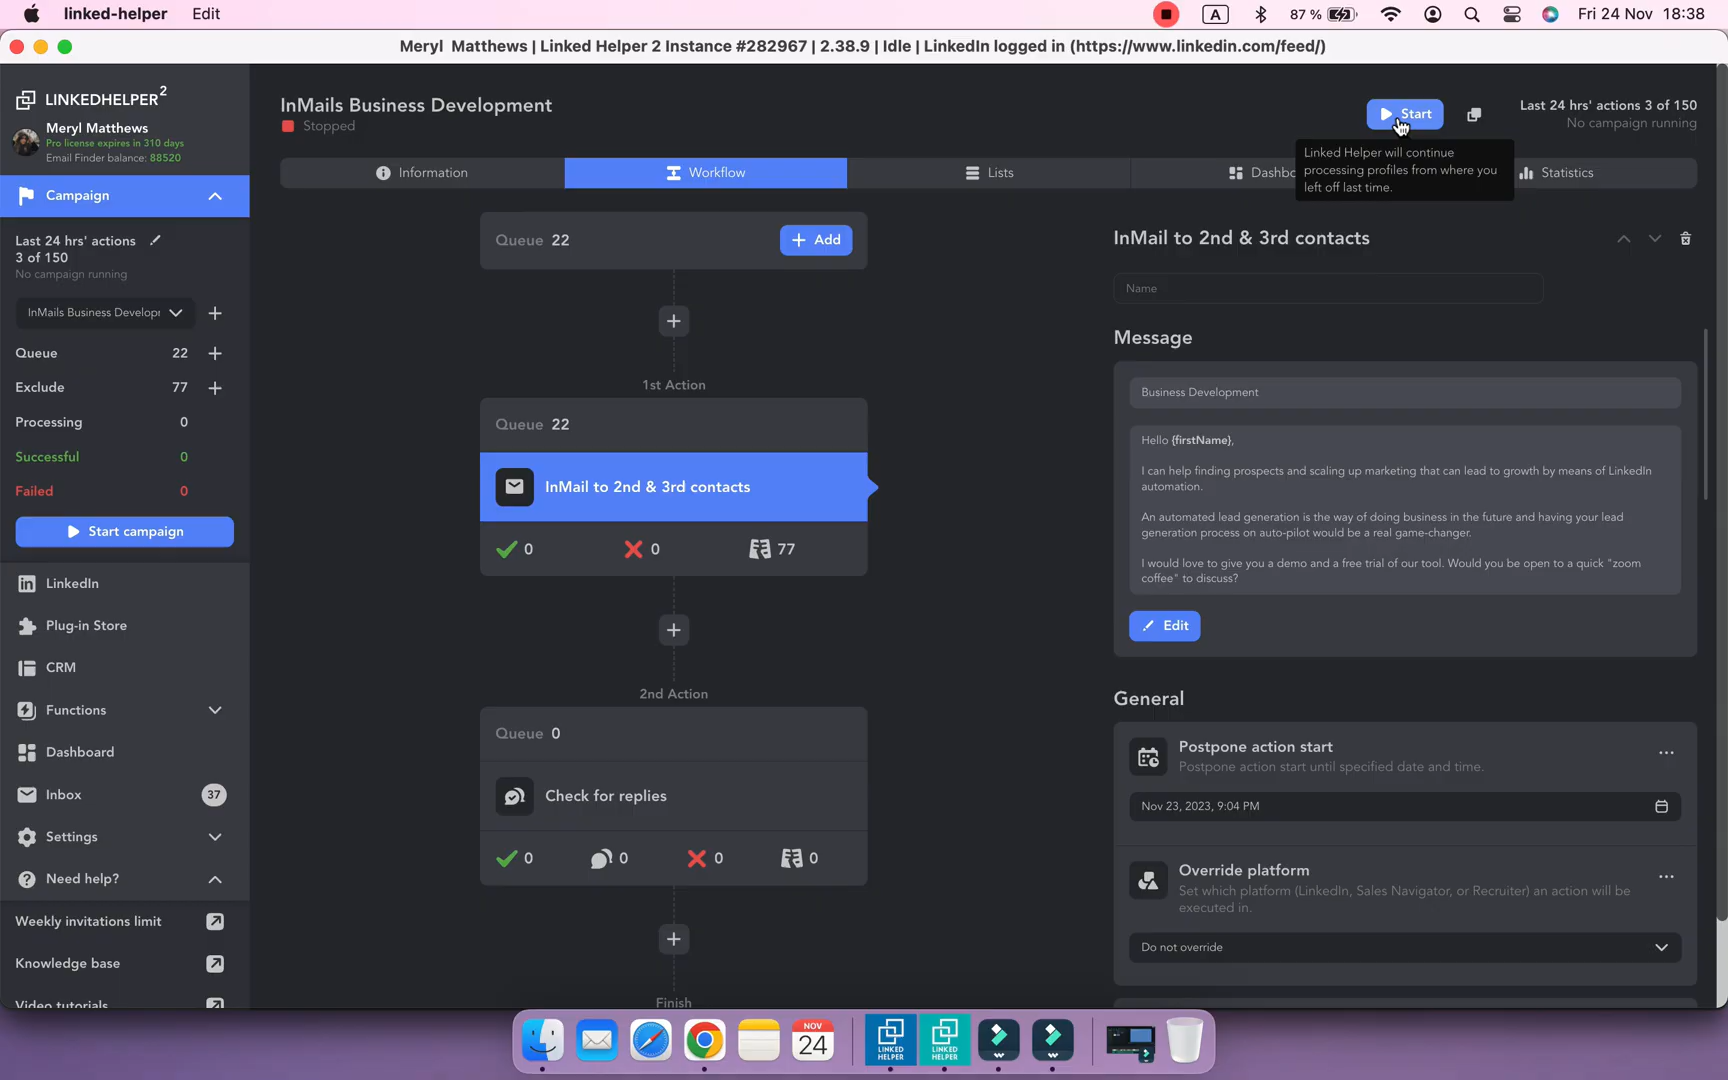 linked-helper Edit
A 87 % Fri 24 Nov 18:38
Meryl Matthews | Linked Helper 2 Instance #282967 | 2.38.9 | Idle | LinkedIn logged in (https://www.linkedin.com/feed/)
LINKEDHELPER2
Meryl Matthews
Pro license expires in 310 days
Email Finder balance: 88520
Campaign
Last 24 hrs' actions
3 of 150
No campaign running
InMails Business Develop
Queue 22
Exclude 77
Processing 0
Successful 0
Failed 0
Start campaign
LinkedIn
Plug-in Store
CRM
Functions
Dashboard
Inbox 37
Settings
Need help?
Weekly invitations limit
Knowledge base
Video tutorials
InMails Business Development
Stopped
Start
Last 24 hrs' actions 3 of 150
No campaign running
Linked Helper will continue
processing profiles from where you
left off last time.
Information
Workflow
Lists
Dashbo
Statistics
Queue 22
+ Add
1st Action
Queue 22
InMail to 2nd & 3rd contacts
0 0 77
2nd Action
Queue 0
Check for replies
0 0 0 0
Finish
InMail to 2nd & 3rd contacts
Name
Message
Business Development
Hello {firstName},
I can help finding prospects and scaling up marketing that can lead to growth by means of LinkedIn
automation.
An automated lead generation is the way of doing business in the future and having your lead
generation process on auto-pilot would be a real game-changer.
I would love to give you a demo and a free trial of our tool. Would you be open to a quick "zoom
coffee" to discuss?
Edit
General
Postpone action start
Postpone action start until specified date and time.
Nov 23, 2023, 9:04 PM
Override platform
Set which platform (LinkedIn, Sales Navigator, or Recruiter) an action will be
executed in.
Do not override
NOV
24
LINKED
HELPER
LINKED
HELPER